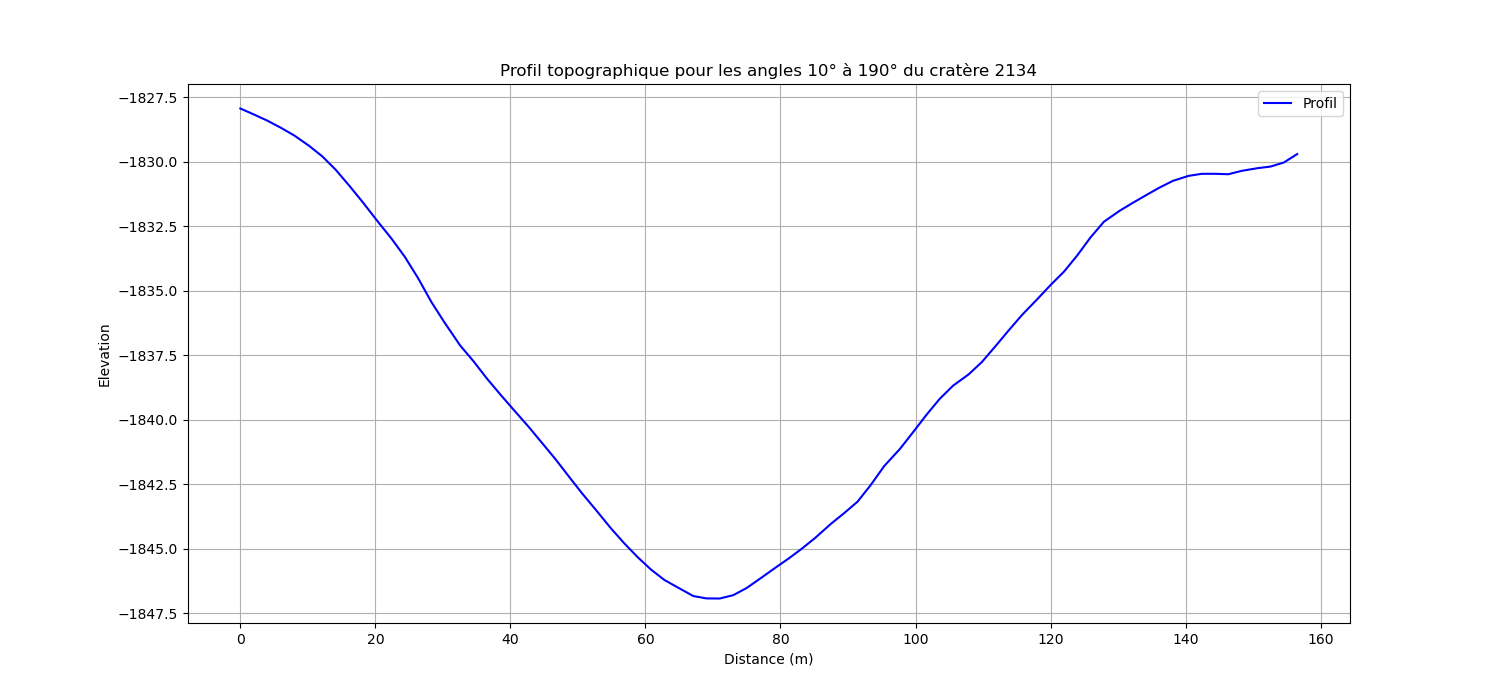 Profil topographique pour les angles 10° à 190° du cratère 2134
Profil
−1827.5
−1830.0
−1832.5
−1835.0
−1837.5
−1840.0
−1842.5
−1845.0
−1847.5
Elevation
0 20 40 60 80 100 120 140 160
Distance (m)